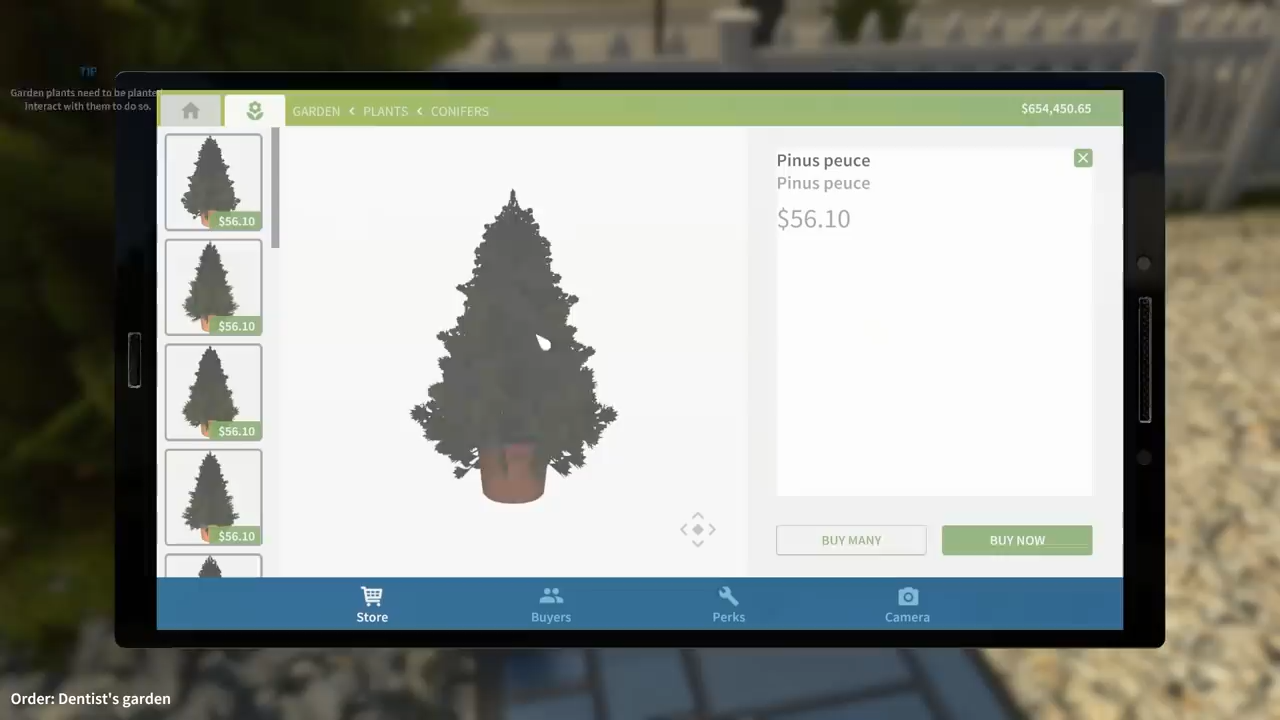 TIP
Garden plants need to be plante
interact with them to do so.
GARDEN < PLANTS < CONIFERS
$654,450.65
$56.10
$56.10
$56.10
$56.10
Pinus peuce
Pinus peuce
$56.10
BUY MANY
BUY NOW
Store
Buyers
Perks
Camera
Order: Dentist's garden